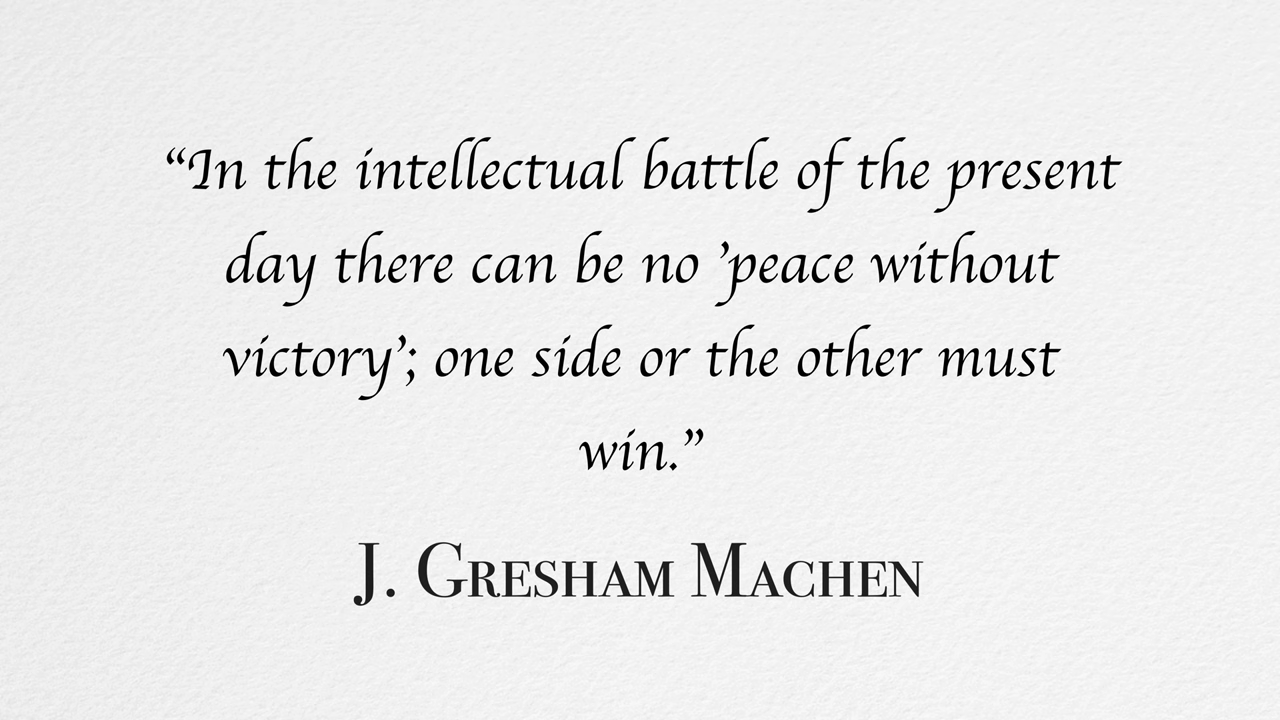 “In the intellectual battle of the present
day there can be no ’peace without
victory’; one side or the other must
win.”
J. Gresham Machen